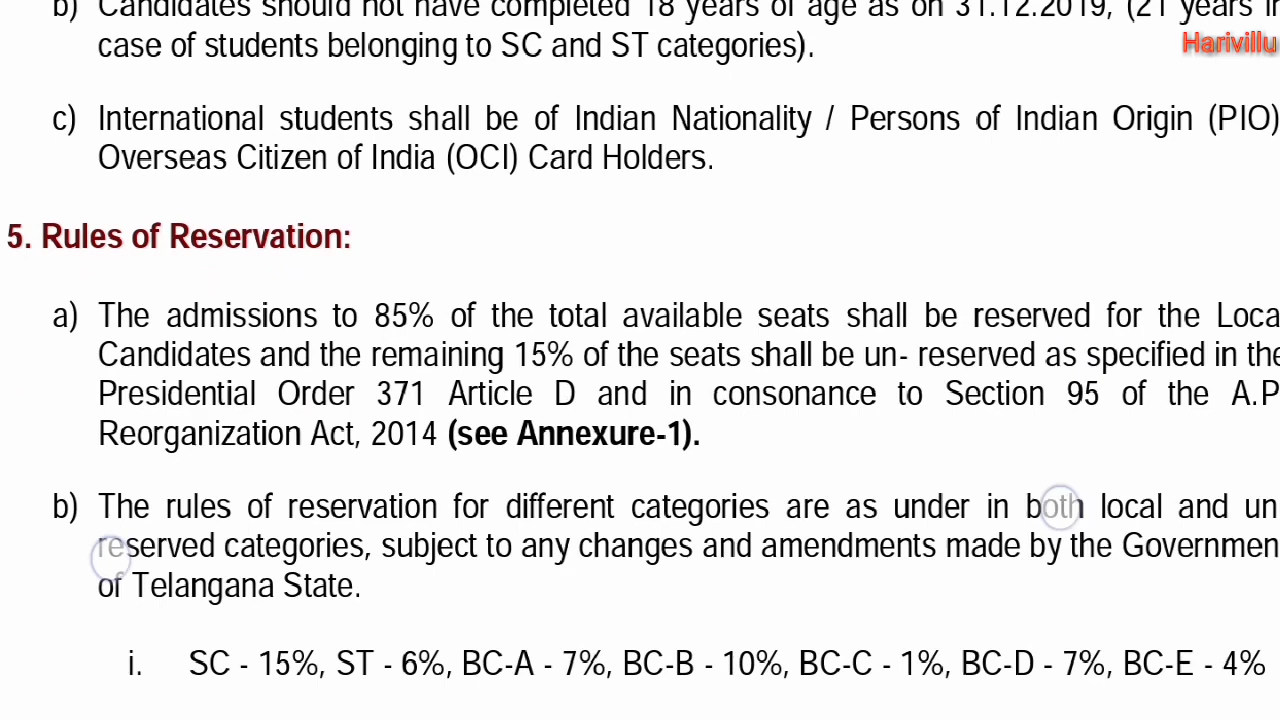 b) Candidates should not have completed 18 years of age as on 31.12.2019, (21 years in
case of students belonging to SC and ST categories).
Harivillu
c) International students shall be of Indian Nationality / Persons of Indian Origin (PIO)
Overseas Citizen of India (OCI) Card Holders.
5. Rules of Reservation:
a) The admissions to 85% of the total available seats shall be reserved for the Loca
Candidates and the remaining 15% of the seats shall be un- reserved as specified in the
Presidential Order 371 Article D and in consonance to Section 95 of the A.P
Reorganization Act, 2014 (see Annexure-1).
b) The rules of reservation for different categories are as under in both local and un
reserved categories, subject to any changes and amendments made by the Governmen
of Telangana State.
i. SC - 15%, ST - 6%, BC-A - 7%, BC-B - 10%, BC-C - 1%, BC-D - 7%, BC-E - 4%